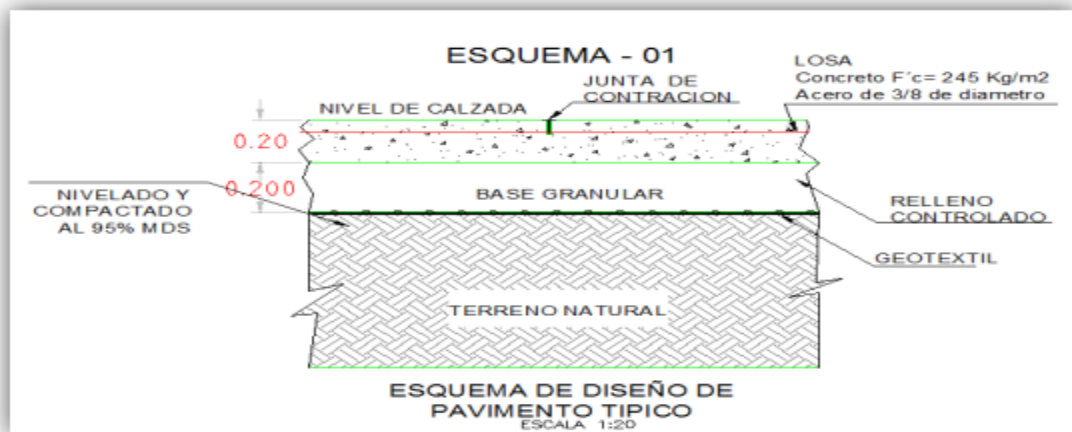 ESQUEMA - 01
LOSA
Concreto F´c= 245 Kg/m2
Acero de 3/8 de diametro
JUNTA DE
CONTRACION
NIVEL DE CALZADA
0.20
0.200
NIVELADO Y
COMPACTADO
AL 95% MDS
BASE GRANULAR
RELLENO
CONTROLADO
GEOTEXTIL
TERRENO NATURAL
ESQUEMA DE DISEÑO DE
PAVIMENTO TIPICO
ESCALA 1:20